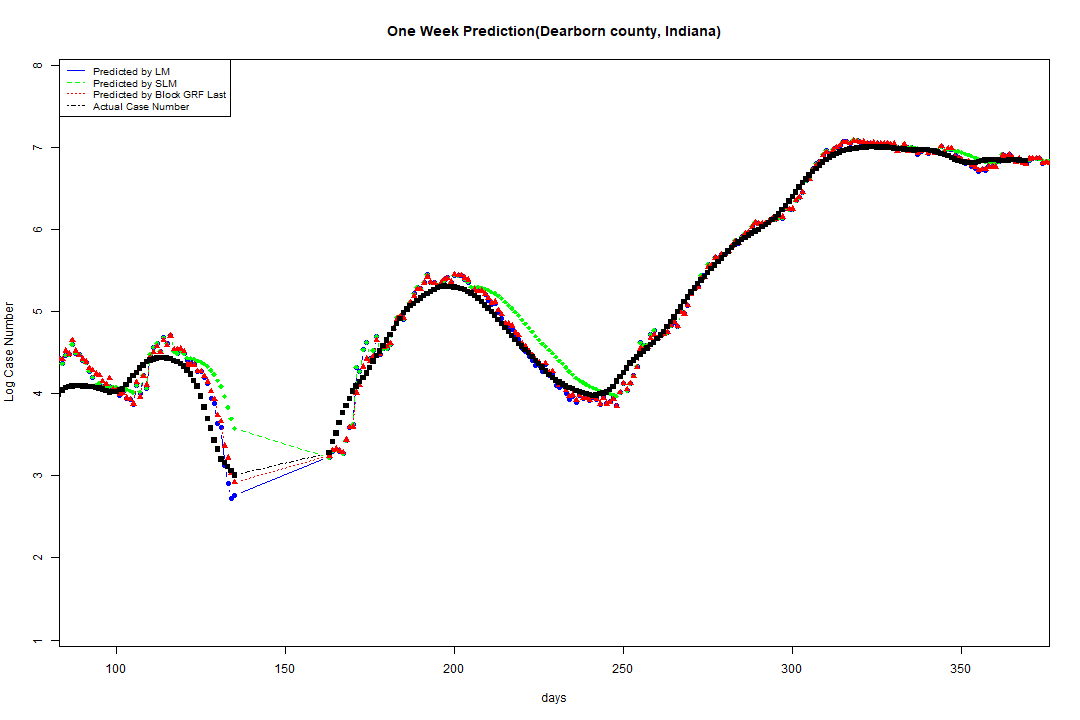 One Week Prediction(Dearborn county, Indiana)
Predicted by LM
Predicted by SLM
Predicted by Block GRF Last
Actual Case Number
8
7
6
5
4
3
2
1
Log Case Number
100 150 200 250 300 350
days